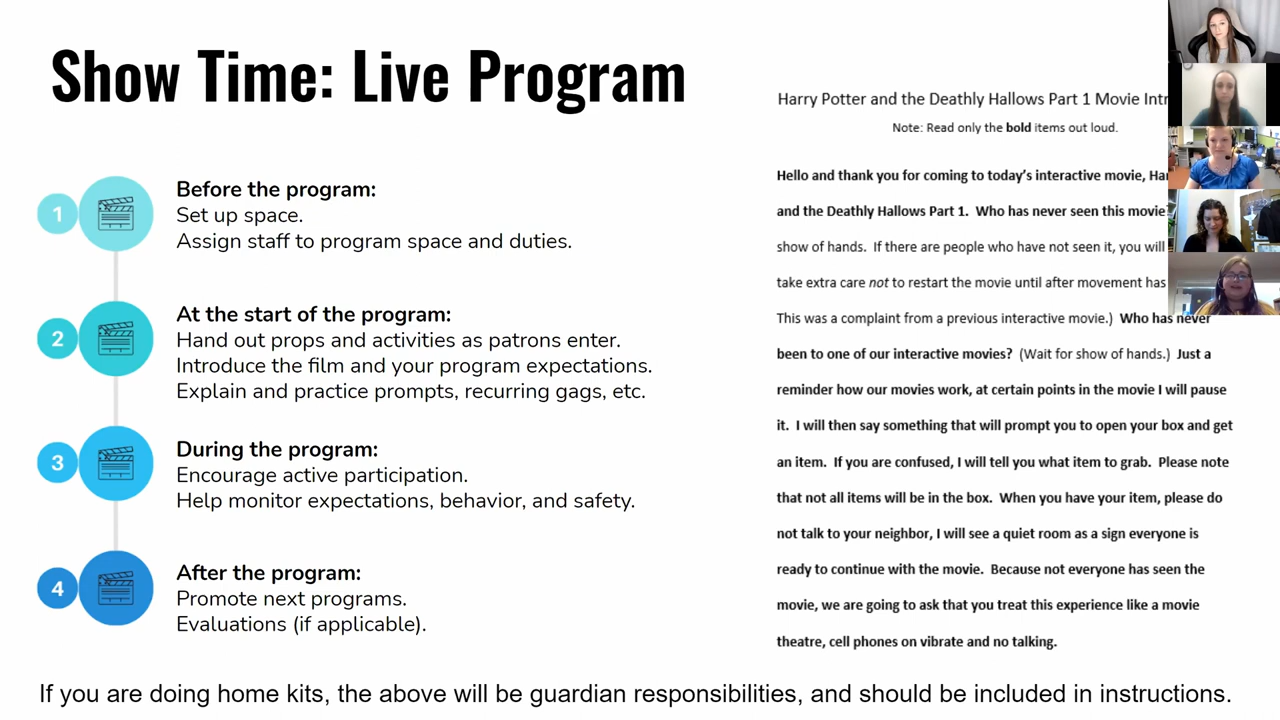 Show Time: Live Program
1
Before the program:
Set up space.
Assign staff to program space and duties.
2
At the start of the program:
Hand out props and activities as patrons enter.
Introduce the film and your program expectations.
Explain and practice prompts, recurring gags, etc.
3
During the program:
Encourage active participation.
Help monitor expectations, behavior, and safety.
4
After the program:
Promote next programs.
Evaluations (if applicable).
Harry Potter and the Deathly Hallows Part 1 Movie
Note: Read only the bold items out loud.
Hello and thank you for coming to today's interactive movie,
and the Deathly Hallows Part 1. Who has never seen this movie
show of hands. If there are people who have not seen it, you will
take extra care not to restart the movie until after movement has
This was a complaint from a previous interactive movie.) Who has never
been to one of our interactive movies? (Wait for show of hands.) Just a
reminder how our movies work, at certain points in the movie I will pause
it. I will then say something that will prompt you to open your box and get
an item. If you are confused, I will tell you what item to grab. Please note
that not all items will be in the box. When you have your item, please do
not talk to your neighbor, I will see a quiet room as a sign everyone is
ready to continue with the movie. Because not everyone has seen the
movie, we are going to ask that you treat this experience like a movie
theatre, cell phones on vibrate and no talking.
If you are doing home kits, the above will be guardian responsibilities, and should be included in instructions.